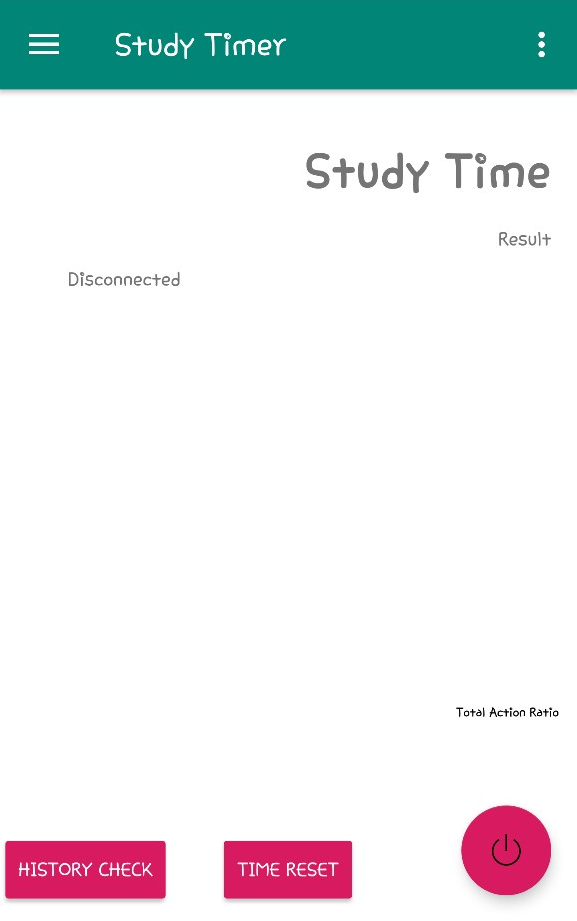 Study Timer
Study Time
Result
Disconnected
Total Action Ratio
HISTORY CHECK
TIME RESET